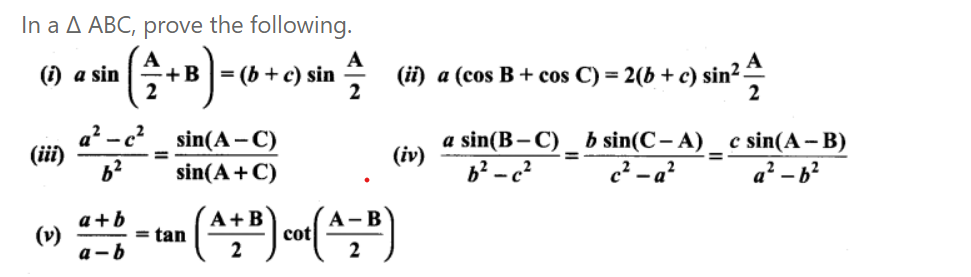 In a Δ ABC, prove the following.
(i) a sin (A/2 + B) = (b + c) sin A/2 (ii) a (cos B + cos C) = 2(b + c) sin² A/2
(iii) (a² – c²)/b² = sin(A – C)/sin(A + C) (iv) a sin(B – C)/(b² – c²) = b sin(C – A)/(c² – a²) = c sin(A – B)/(a² – b²)
(v) (a + b)/(a – b) = tan ((A + B)/2) cot ((A – B)/2)